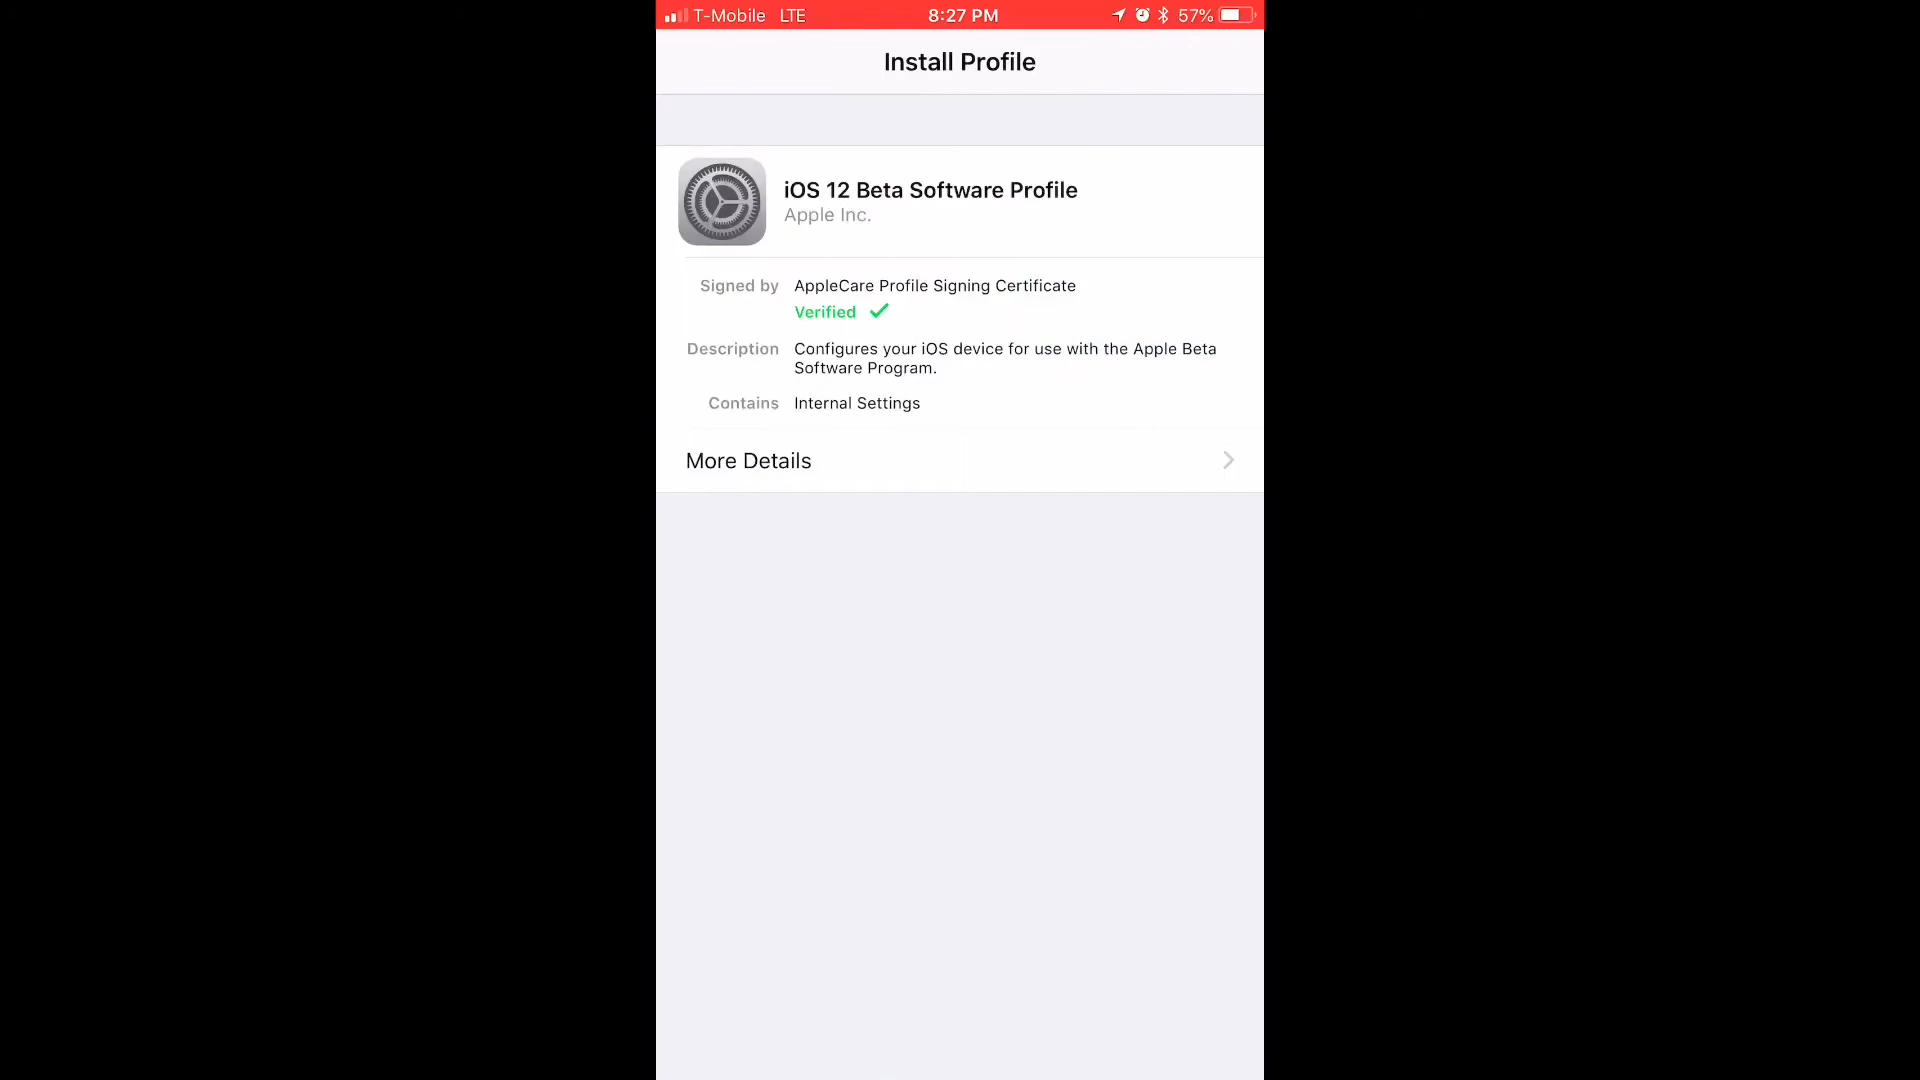 T-Mobile LTE 8:27 PM 57%
Install Profile
iOS 12 Beta Software Profile
Apple Inc.
Signed by AppleCare Profile Signing Certificate
Verified
Description Configures your iOS device for use with the Apple Beta
Software Program.
Contains Internal Settings
More Details